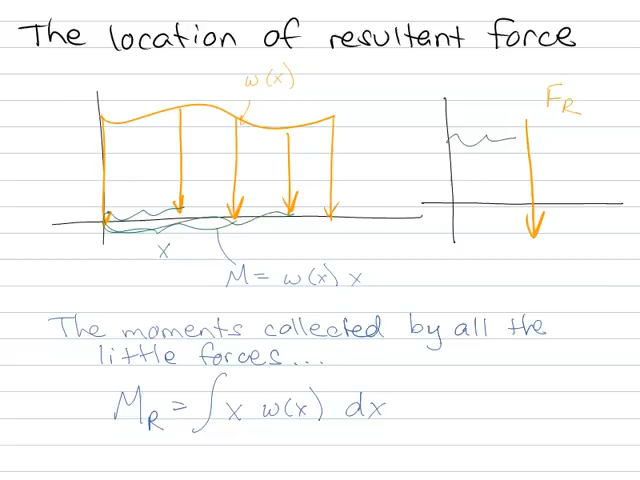 The location of resultant force
w(x)
F_R
x
M = w(x) x
The moments collected by all the
little forces...
M_R = ∫ x w(x) dx